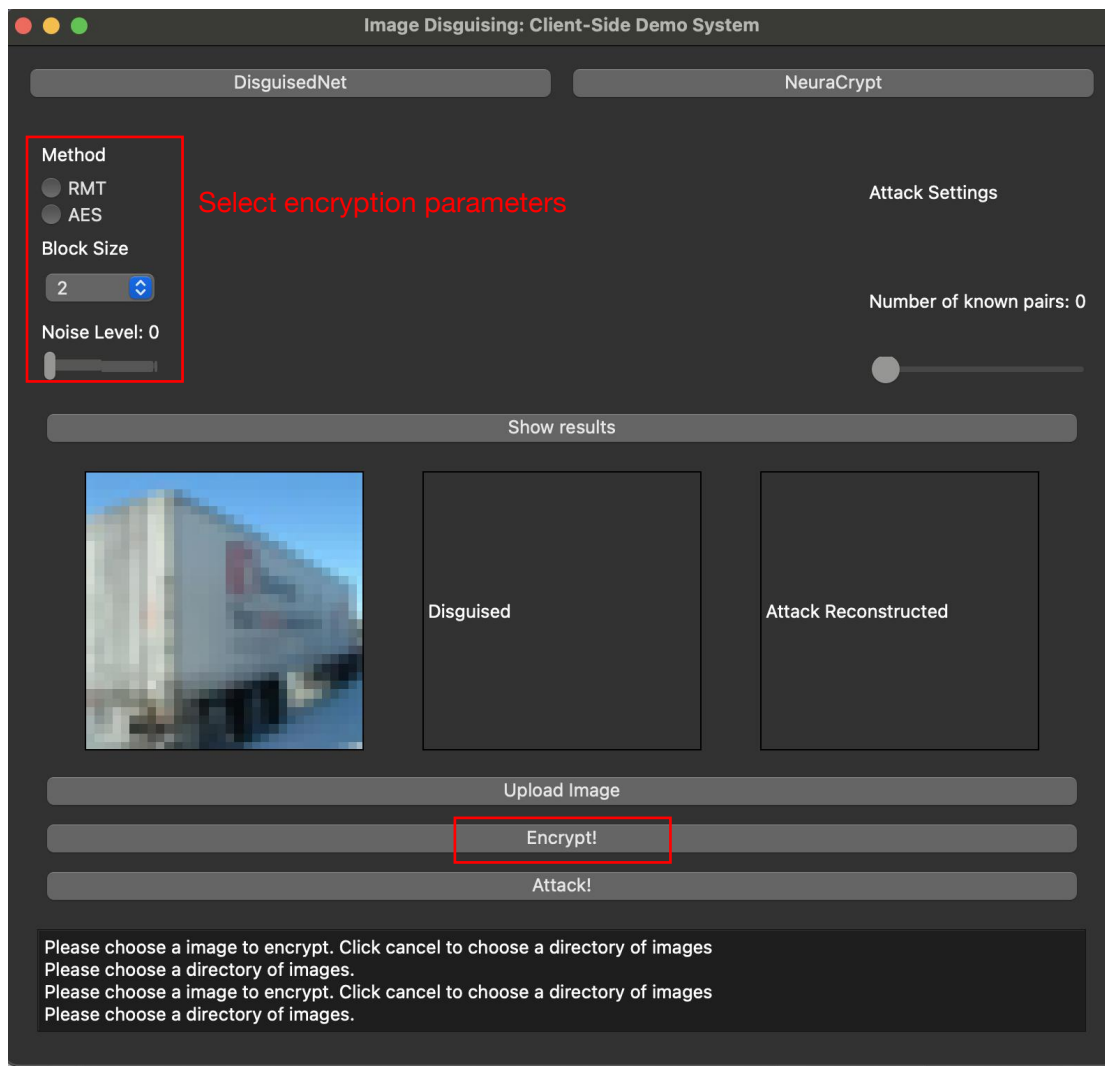 Image Disguising: Client-Side Demo System
DisguisedNet
NeuraCrypt
Method
RMT
AES
Select encryption parameters
Block Size
2
Noise Level: 0
Attack Settings
Number of known pairs: 0
Show results
Disguised
Attack Reconstructed
Upload Image
Encrypt!
Attack!
Please choose a image to encrypt. Click cancel to choose a directory of images
Please choose a directory of images.
Please choose a image to encrypt. Click cancel to choose a directory of images
Please choose a directory of images.